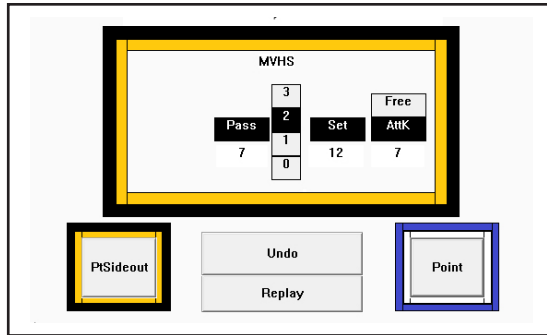 MVHS
3
Free
Pass 2 Set AttK
7 1 12 7
0
PtSideout
Undo
Point
Replay